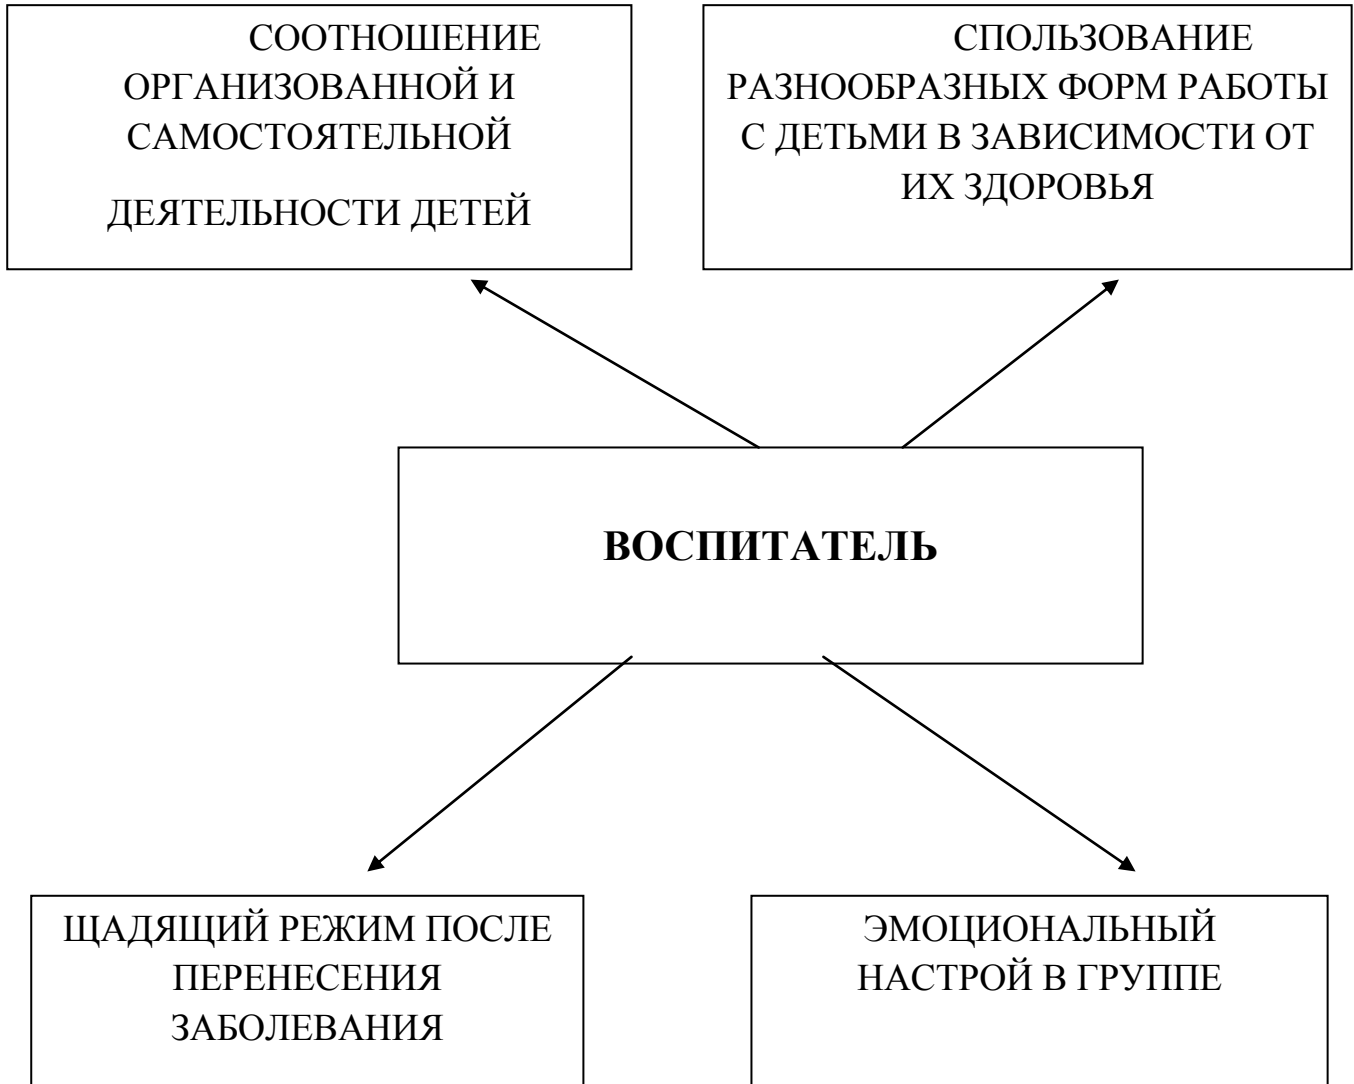 СООТНОШЕНИЕ
ОРГАНИЗОВАННОЙ И
САМОСТОЯТЕЛЬНОЙ
ДЕЯТЕЛЬНОСТИ ДЕТЕЙ
СПОЛЬЗОВАНИЕ
РАЗНООБРАЗНЫХ ФОРМ РАБОТЫ
С ДЕТЬМИ В ЗАВИСИМОСТИ ОТ
ИХ ЗДОРОВЬЯ
ВОСПИТАТЕЛЬ
ЩАДЯЩИЙ РЕЖИМ ПОСЛЕ
ПЕРЕНЕСЕНИЯ
ЗАБОЛЕВАНИЯ
ЭМОЦИОНАЛЬНЫЙ
НАСТРОЙ В ГРУППЕ